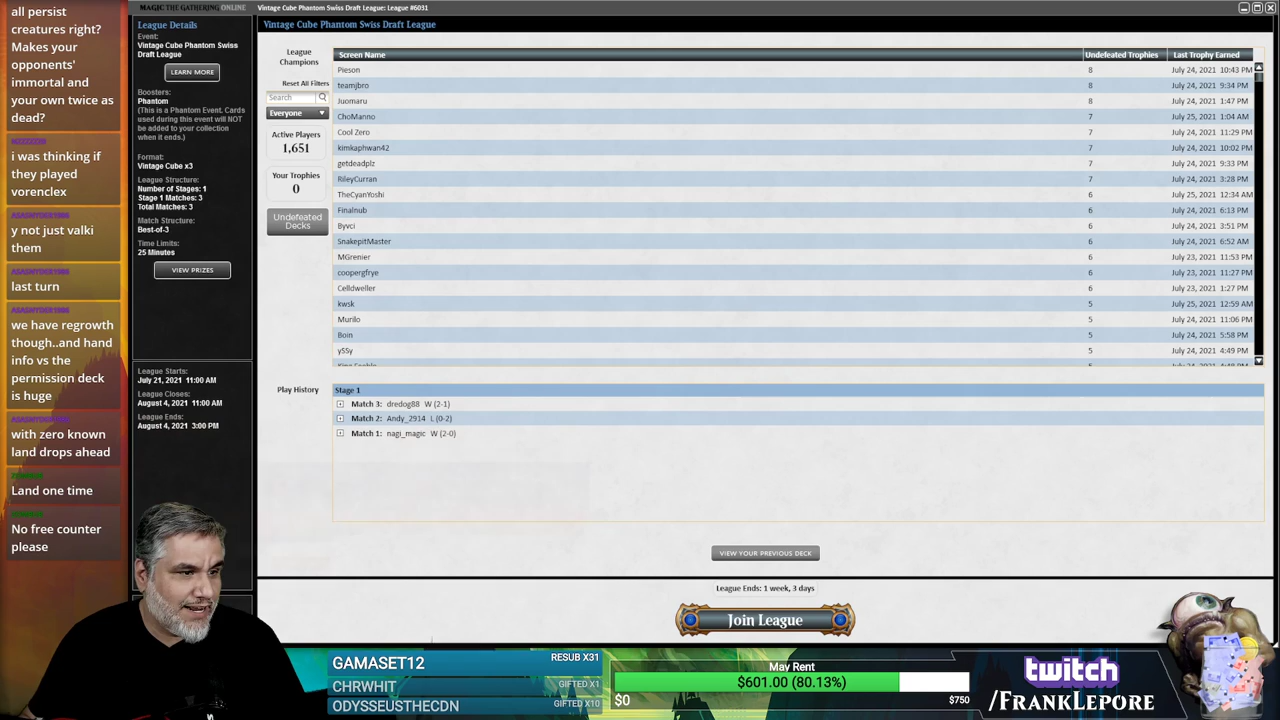 all persist
creatures right?
Makes your
opponents'
immortal and
your own twice as
dead?
i was thinking if
they played
vorenclex
ASASNYDER1986
y not just valki
them
ASASNYDER1986
last turn
ASASNYDER1986
we have regrowth
though..and hand
info vs the
permission deck
is huge
ASASNYDER1986
with zero known
land drops ahead
Land one time
No free counter
please
MAGIC THE GATHERING ONLINE
Vintage Cube Phantom Swiss Draft League: League #6031
League Details
Event:
Vintage Cube Phantom Swiss
Draft League
LEARN MORE
Boosters:
Phantom
(This is a Phantom Event. Cards
used during this event will NOT
be added to your collection
when it ends.)
Format:
Vintage Cube x3
League Structure:
Number of Stages: 1
Stage 1 Matches: 3
Total Matches: 3
Match Structure:
Best-of-3
Time Limits:
25 Minutes
VIEW PRIZES
League Starts:
July 21, 2021 11:00 AM
League Closes:
August 4, 2021 11:00 AM
League Ends:
August 4, 2021 3:00 PM
Vintage Cube Phantom Swiss Draft League
League
Champions
Reset All Filters
Search
Everyone
Active Players
1,651
Your Trophies
0
Undefeated
Decks
Screen Name Undefeated Trophies Last Trophy Earned
Pieson 8 July 24, 2021 10:43 PM
teamjbro 8 July 24, 2021 9:34 PM
Juomaru 8 July 24, 2021 1:47 PM
ChoManno 7 July 25, 2021 1:04 AM
Cool Zero 7 July 24, 2021 11:29 PM
kimkaphwan42 7 July 24, 2021 10:02 PM
getdeadplz 7 July 24, 2021 9:33 PM
RileyCurran 7 July 24, 2021 3:28 PM
TheCyanYoshi 6 July 25, 2021 12:34 AM
Finalnub 6 July 24, 2021 6:13 PM
Byvci 6 July 24, 2021 3:51 PM
SnakepitMaster 6 July 24, 2021 6:52 AM
MGrenier 6 July 23, 2021 11:53 PM
coopergfrye 6 July 23, 2021 11:27 PM
Celldweller 6 July 23, 2021 1:27 PM
kwsk 5 July 25, 2021 12:59 AM
Murilo 5 July 24, 2021 11:06 PM
Boin 5 July 24, 2021 5:58 PM
ySSy 5 July 24, 2021 4:49 PM
Play History
Stage 1
Match 3: dredog88 W (2-1)
Match 2: Andy_2914 L (0-2)
Match 1: nagi_magic W (2-0)
VIEW YOUR PREVIOUS DECK
League Ends: 1 week, 3 days
Join League
GAMASET12 RESUB X31
CHRWHIT GIFTED X1
ODYSSEUSTHECDN GIFTED X10
May Rent
$601.00 (80.13%)
$0 $750
twitch
/FRANKLEPORE